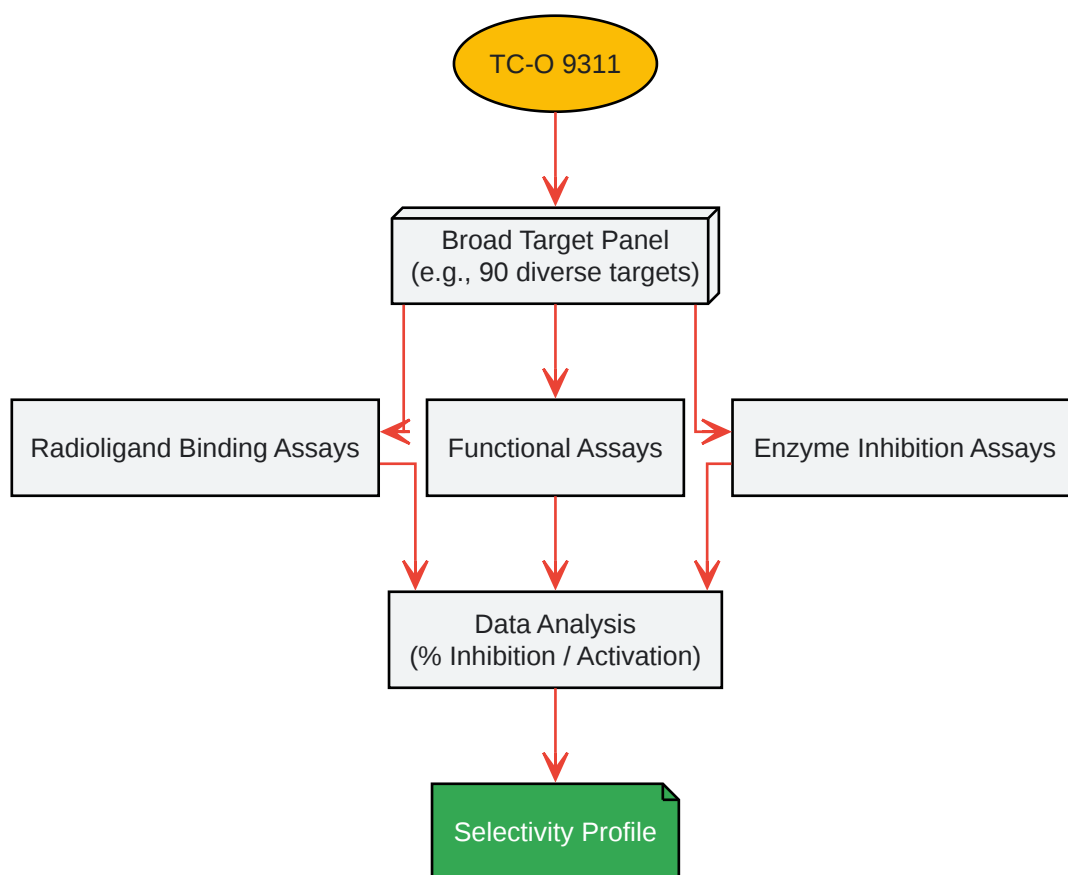 TC-O 9311
Broad Target Panel
(e.g., 90 diverse targets)
Radioligand Binding Assays
Functional Assays
Enzyme Inhibition Assays
Data Analysis
(% Inhibition / Activation)
Selectivity Profile